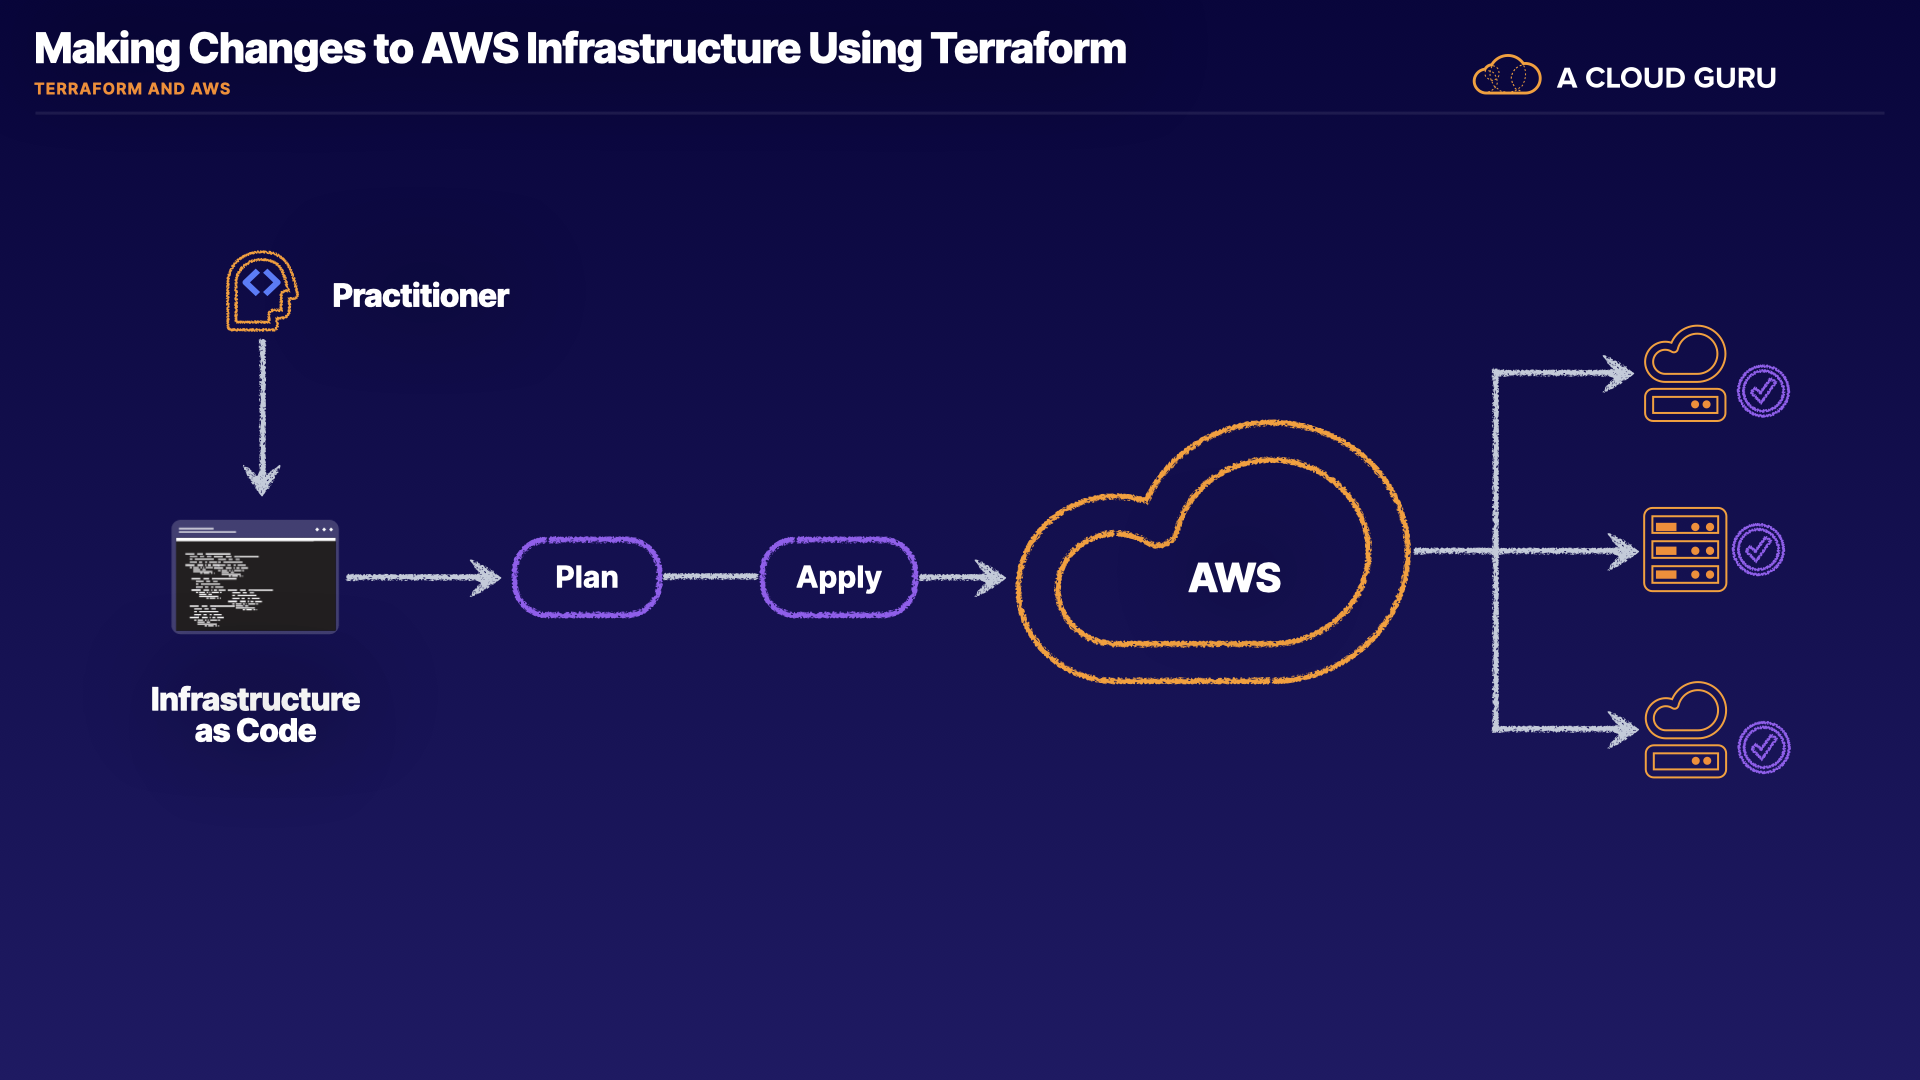 Making Changes to AWS Infrastructure Using Terraform
TERRAFORM AND AWS
A CLOUD GURU
Practitioner
Plan
Apply
AWS
Infrastructure
as Code